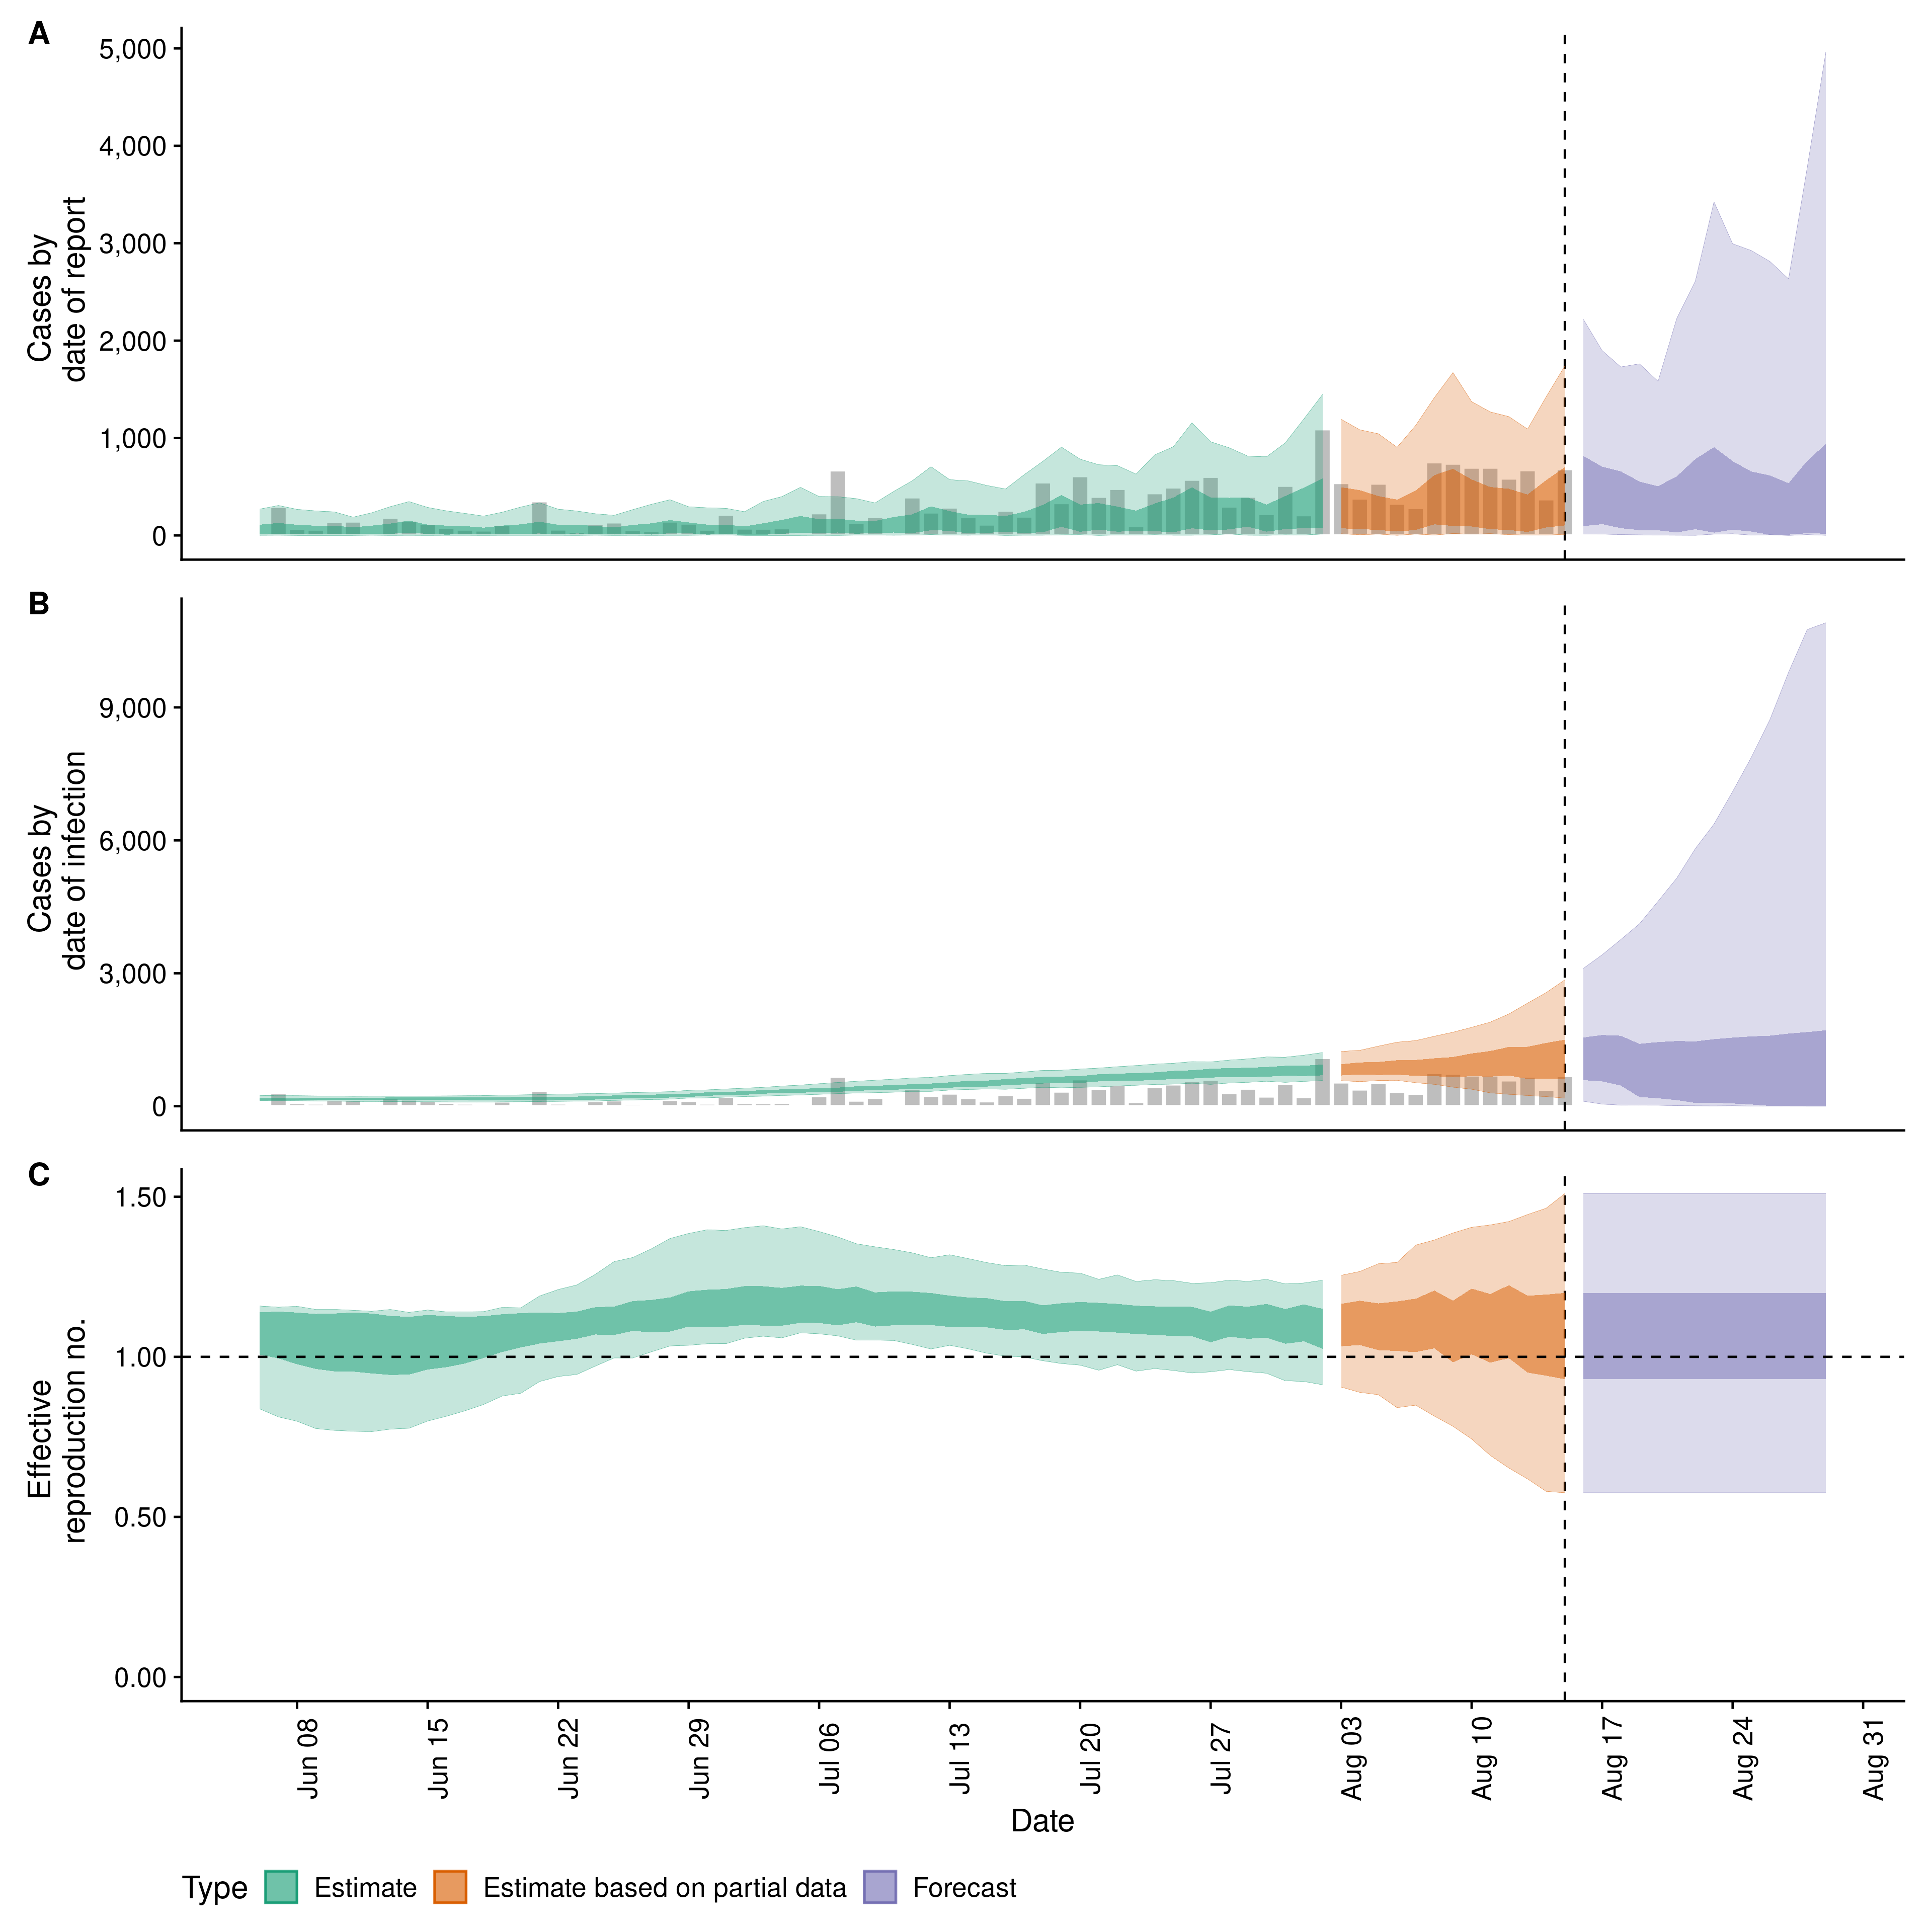 A
5,000
4,000
3,000
2,000
1,000
0
Cases by
date of report
B
9,000
6,000
3,000
0
Cases by
date of infection
C
1.50
1.00
0.50
0.00
Effective
reproduction no.
Jun 08
Jun 15
Jun 22
Jun 29
Jul 06
Jul 13
Jul 20
Jul 27
Aug 03
Aug 10
Aug 17
Aug 24
Aug 31
Date
Type Estimate Estimate based on partial data Forecast